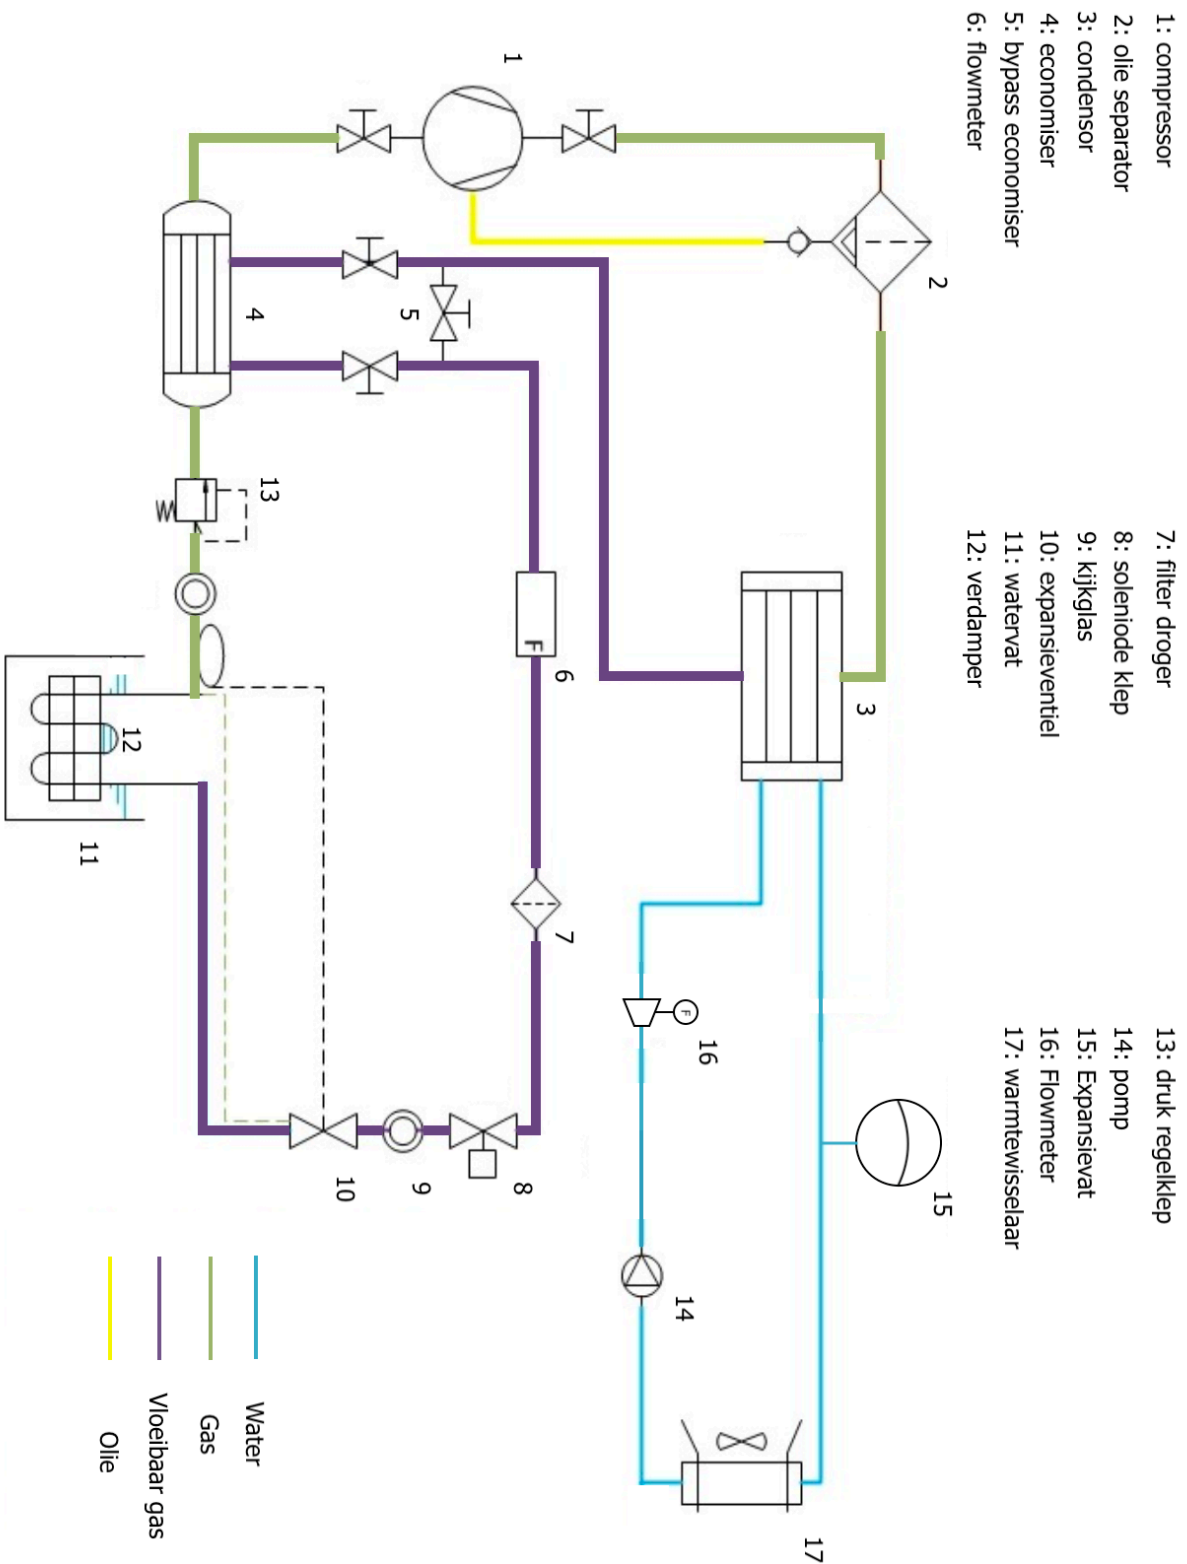 1: compressor
2: olie separator
3: condensor
4: economiser
5: bypass economiser
6: flowmeter
7: filter droger
8: soleniode klep
9: kijkglas
10: expansieventiel
11: watervat
12: verdamper
13: druk regelklep
14: pomp
15: Expansievat
16: Flowmeter
17: warmtewisselaar
2
15
3
17
16
F
14
1
6
F
7
8
5
9
4
10
13
12
11
Water
Gas
Vloeibaar gas
Olie